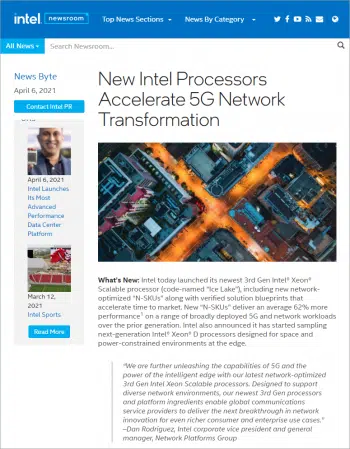 intel newsroom Top News Sections News By Category
All News Search Newsroom...
News Byte
April 6, 2021
Contact Intel PR
April 6, 2021
Intel Launches
Its Most
Advanced
Performance
Data Center
Platform
March 12,
2021
Intel Sports
Read More
New Intel Processors
Accelerate 5G Network
Transformation
What's New: Intel today launched its newest 3rd Gen Intel® Xeon®
Scalable processor (code-named "Ice Lake"), including new network-
optimized "N-SKUs" along with verified solution blueprints that
accelerate time to market. New "N-SKUs" deliver an average 62% more
performance¹ on a range of broadly deployed 5G and network workloads
over the prior generation. Intel also announced it has started sampling
next-generation Intel® Xeon® D processors designed for space and
power-constrained environments at the edge.
"We are further unleashing the capabilities of 5G and the
power of the intelligent edge with our latest network-optimized
3rd Gen Intel Xeon Scalable processors. Designed to support
diverse network environments, our newest 3rd Gen processors
and platform ingredients enable global communications
service providers to deliver the next breakthrough in network
innovation for even richer consumer and enterprise use cases."
–Dan Rodriguez, Intel corporate vice president and general
manager, Network Platforms Group